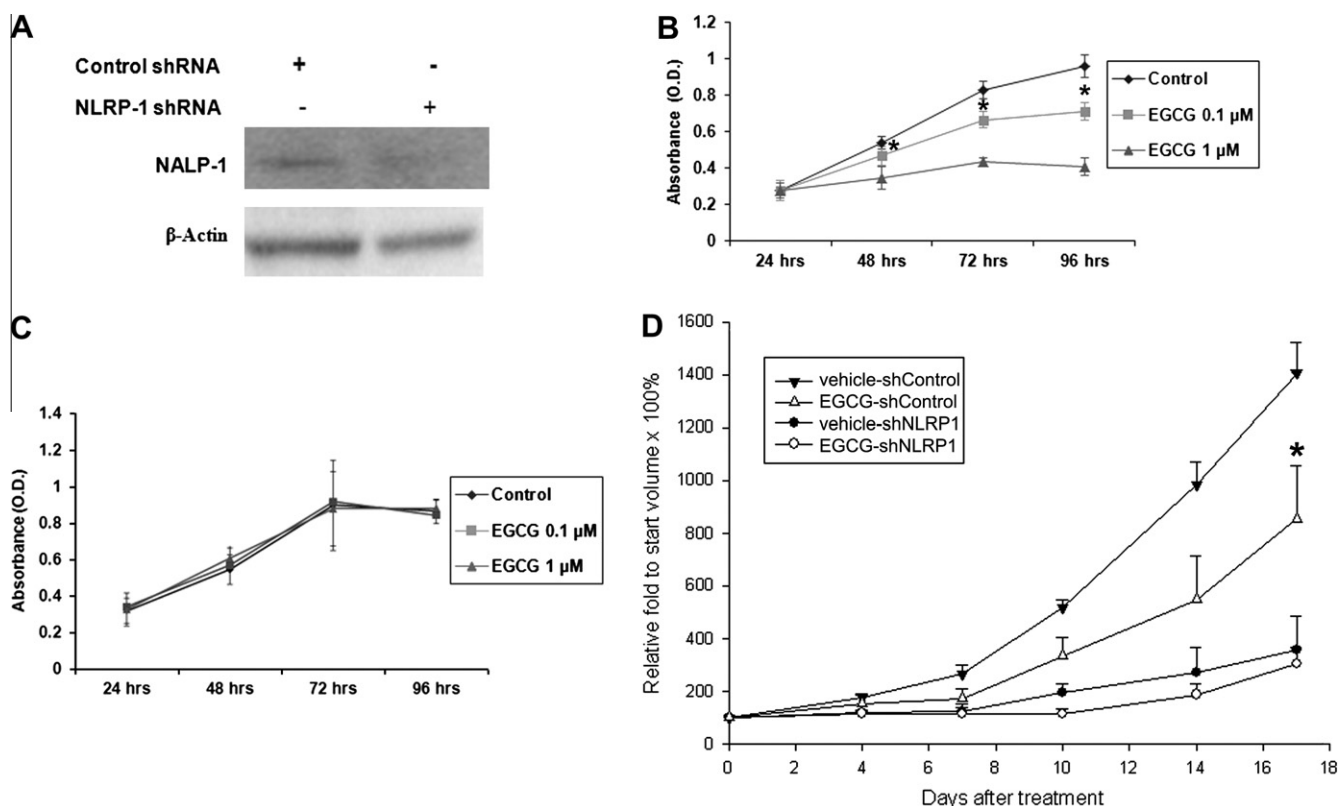 A
Control shRNA + -
NLRP-1 shRNA - +
NALP-1
β-Actin
B
Absorbance (O.D.)
1
0.8
0.6
0.4
0.2
0
24 hrs 48 hrs 72 hrs 96 hrs
*
*
*
Control
EGCG 0.1 µM
EGCG 1 µM
C
Absorbance (O.D.)
1.4
1.2
1
0.8
0.6
0.4
0.2
0
24 hrs 48 hrs 72 hrs 96 hrs
Control
EGCG 0.1 µM
EGCG 1 µM
D
Relative fold to start volume x 100%
1600
1400
1200
1000
800
600
400
200
0
0 2 4 6 8 10 12 14 16 18
Days after treatment
vehicle-shControl
EGCG-shControl
vehicle-shNLRP1
EGCG-shNLRP1
*